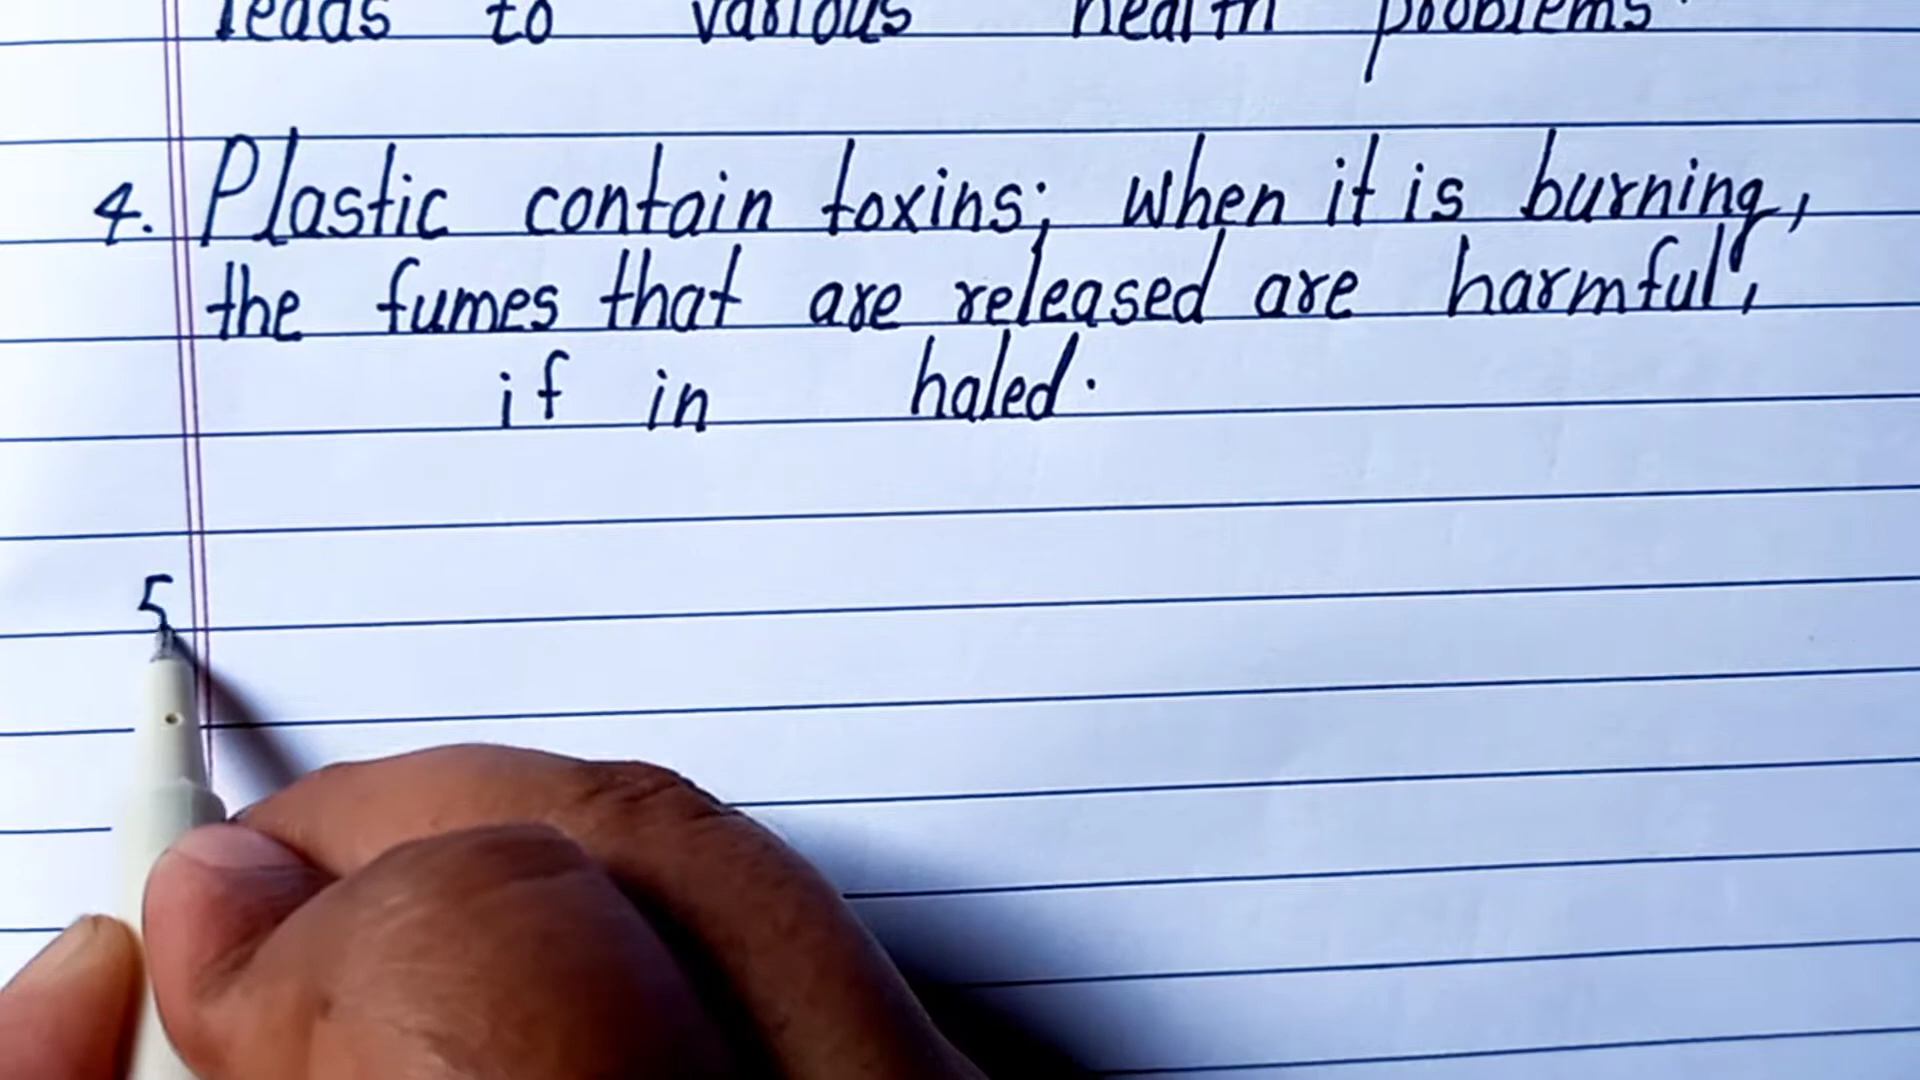 leads to various health problems.
4. Plastic contain toxins; when it is burning,
the fumes that are released are harmful,
if in haled.
5